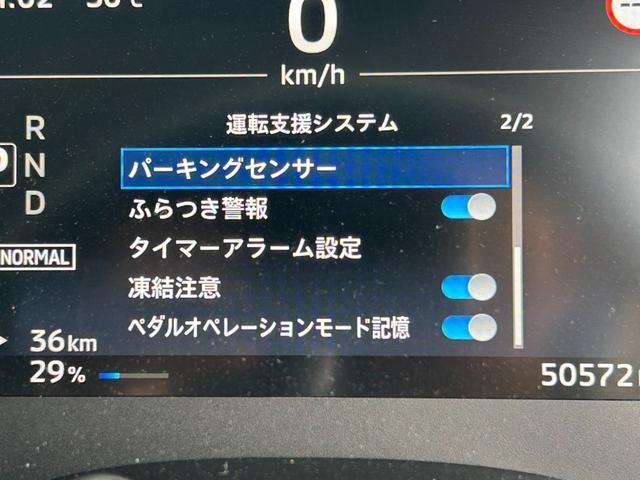 0
km/h
運転支援システム 2/2
R
N
D
パーキングセンサー
ふらつき警報
タイマーアラーム設定
NORMAL
凍結注意
ペダルオペレーションモード記憶
36km
29%
50572